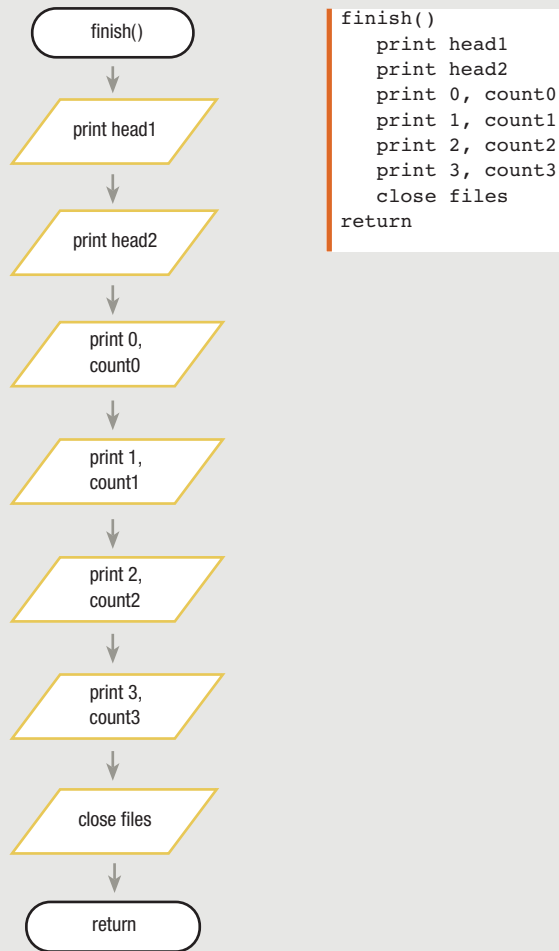 finish()
print head1
print head2
print 0,
count0
print 1,
count1
print 2,
count2
print 3,
count3
close files
return
finish()
print head1
print head2
print 0, count0
print 1, count1
print 2, count2
print 3, count3
close files
return